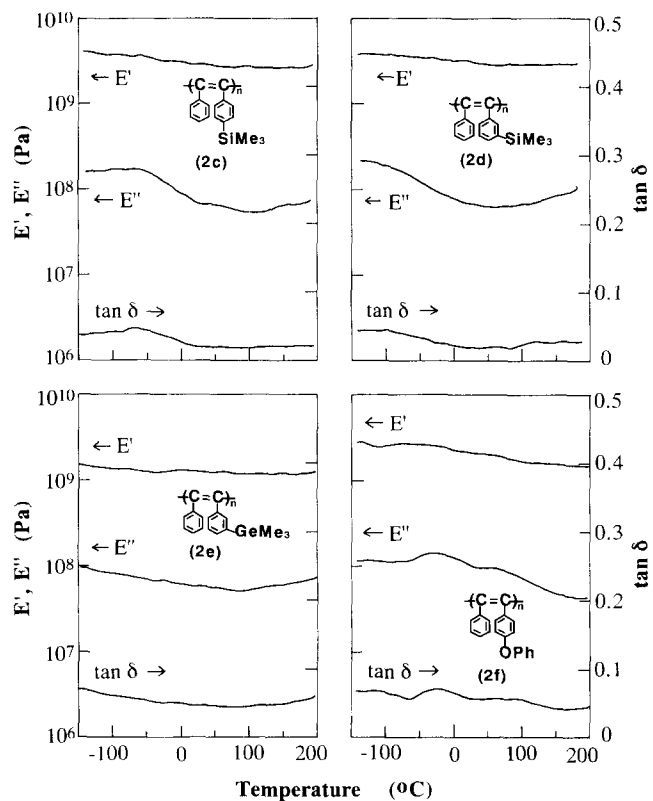 10¹⁰
10⁹
10⁸
10⁷
10⁶
E', E" (Pa)
← E'
C=C
n
SiMe₃
(2c)
← E"
tan δ →
0.5
0.4
0.3
0.2
0.1
0
tan δ
← E'
C=C
n
SiMe₃
(2d)
← E"
tan δ →
10¹⁰
10⁹
10⁸
10⁷
10⁶
E', E" (Pa)
← E'
C=C
n
GeMe₃
(2e)
← E"
tan δ →
-100 0 100 200
0.5
0.4
0.3
0.2
0.1
0
tan δ
← E'
← E"
C=C
n
OPh
(2f)
tan δ →
-100 0 100 200
Temperature (ºC)